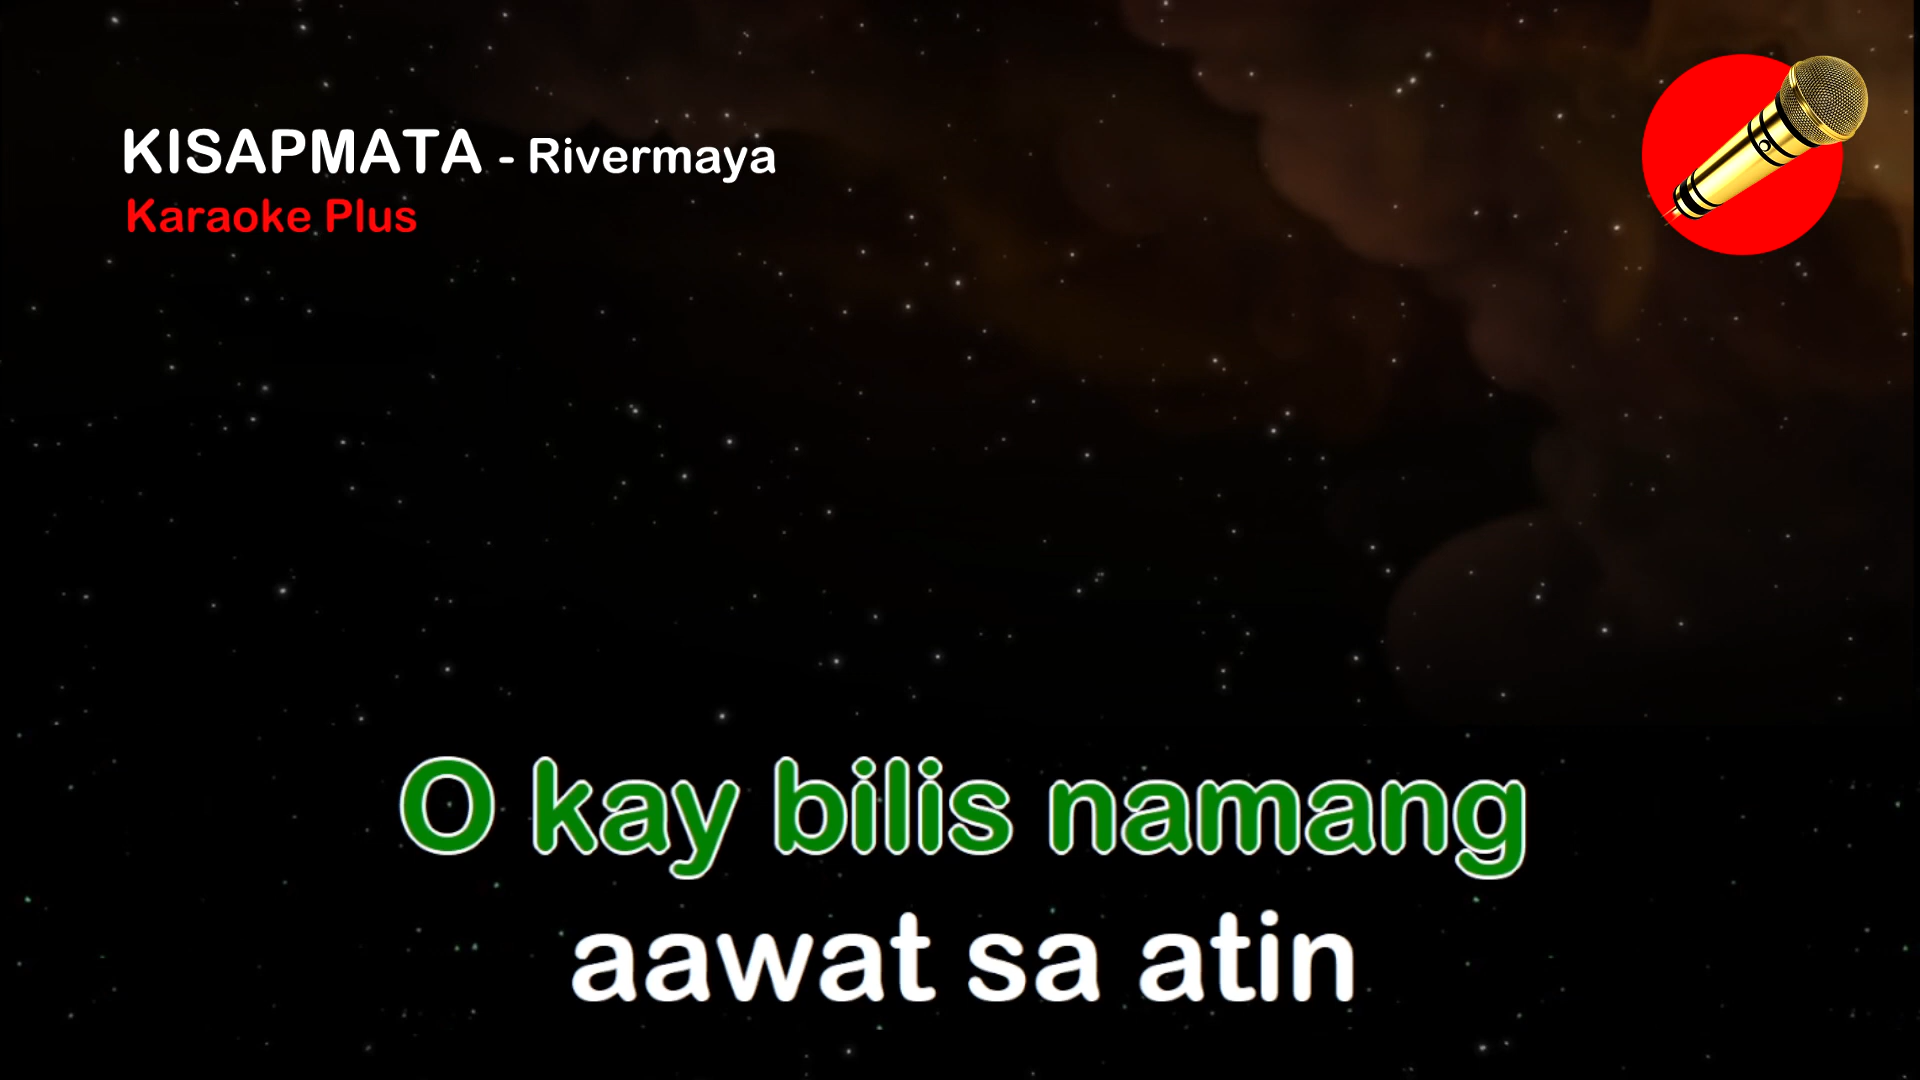 KISAPMATA - Rivermaya
Karaoke Plus
O kay bilis namang
aawat sa atin